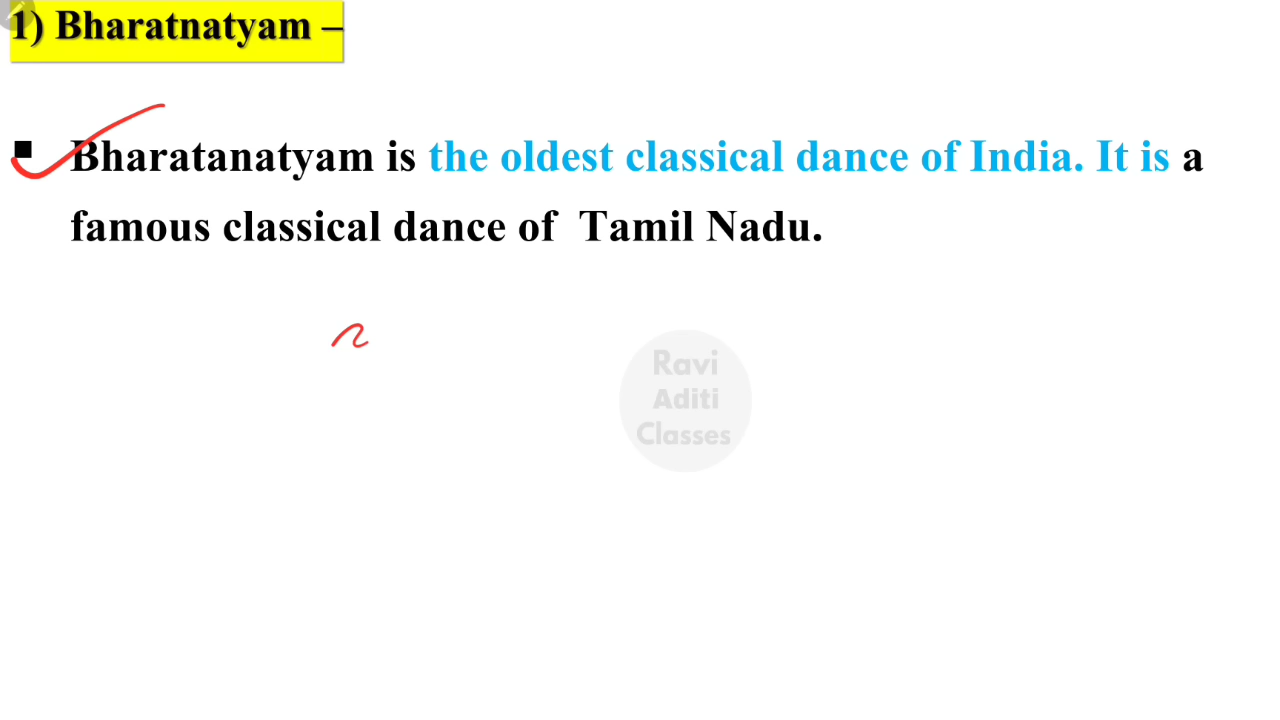 1) Bharatnatyam –
▪ Bharatanatyam is the oldest classical dance of India. It is a
famous classical dance of Tamil Nadu.
Ravi
Aditi
Classes